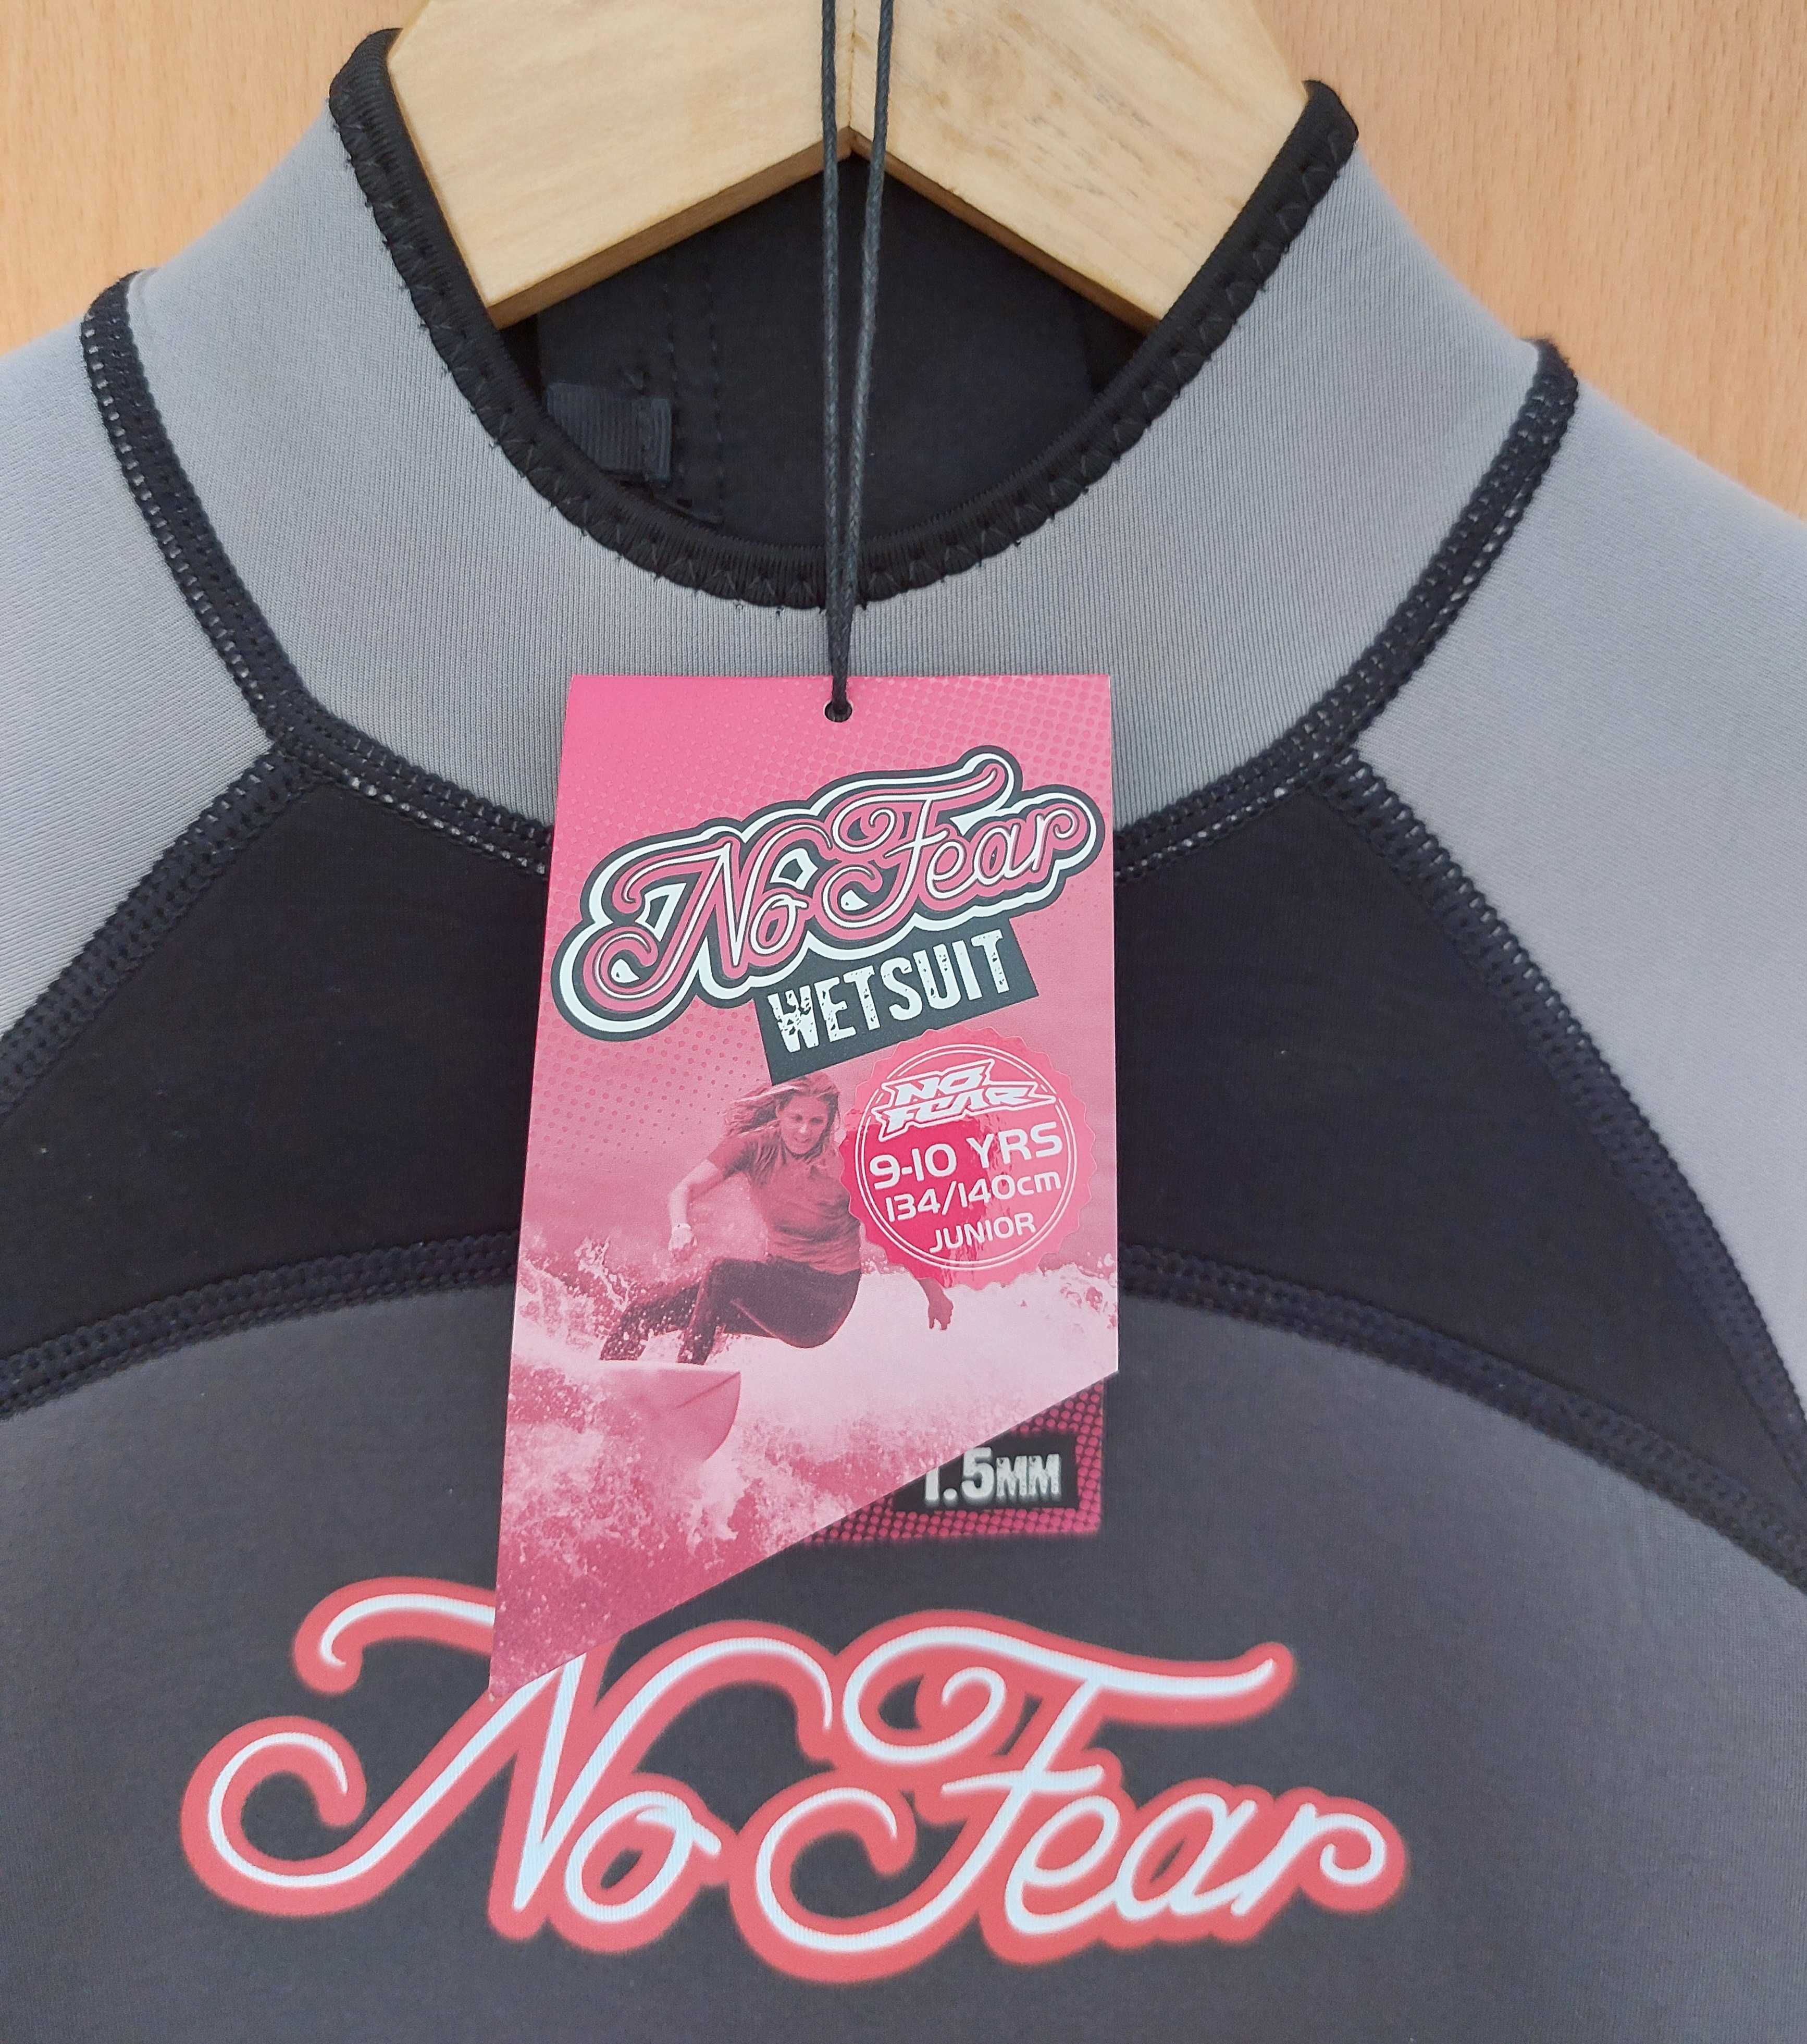 No Fear
WETSUIT
NO
FEAR
9-10 YRS
134/140cm
JUNIOR
1.5MM
No Fear